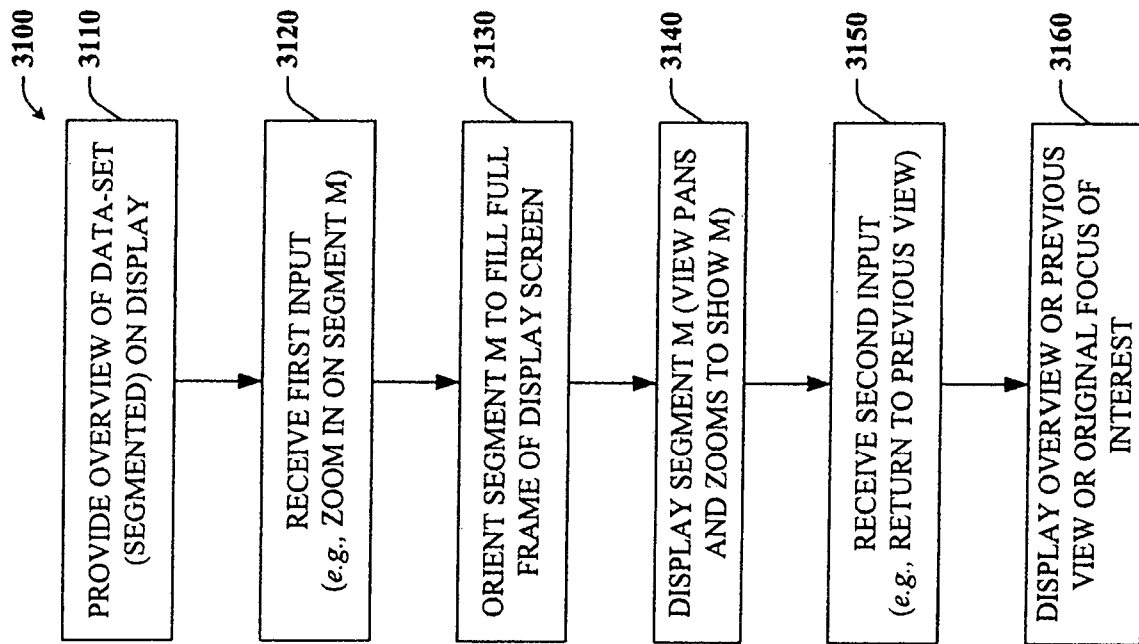 3100
PROVIDE OVERVIEW OF DATA-SET
(SEGMENTED) ON DISPLAY
3110
RECEIVE FIRST INPUT
(e.g., ZOOM IN ON SEGMENT M)
3120
ORIENT SEGMENT M TO FILL FULL
FRAME OF DISPLAY SCREEN
3130
DISPLAY SEGMENT M (VIEW PANS
AND ZOOMS TO SHOW M)
3140
RECEIVE SECOND INPUT
(e.g., RETURN TO PREVIOUS VIEW)
3150
DISPLAY OVERVIEW OR PREVIOUS
VIEW OR ORIGINAL FOCUS OF
INTEREST
3160